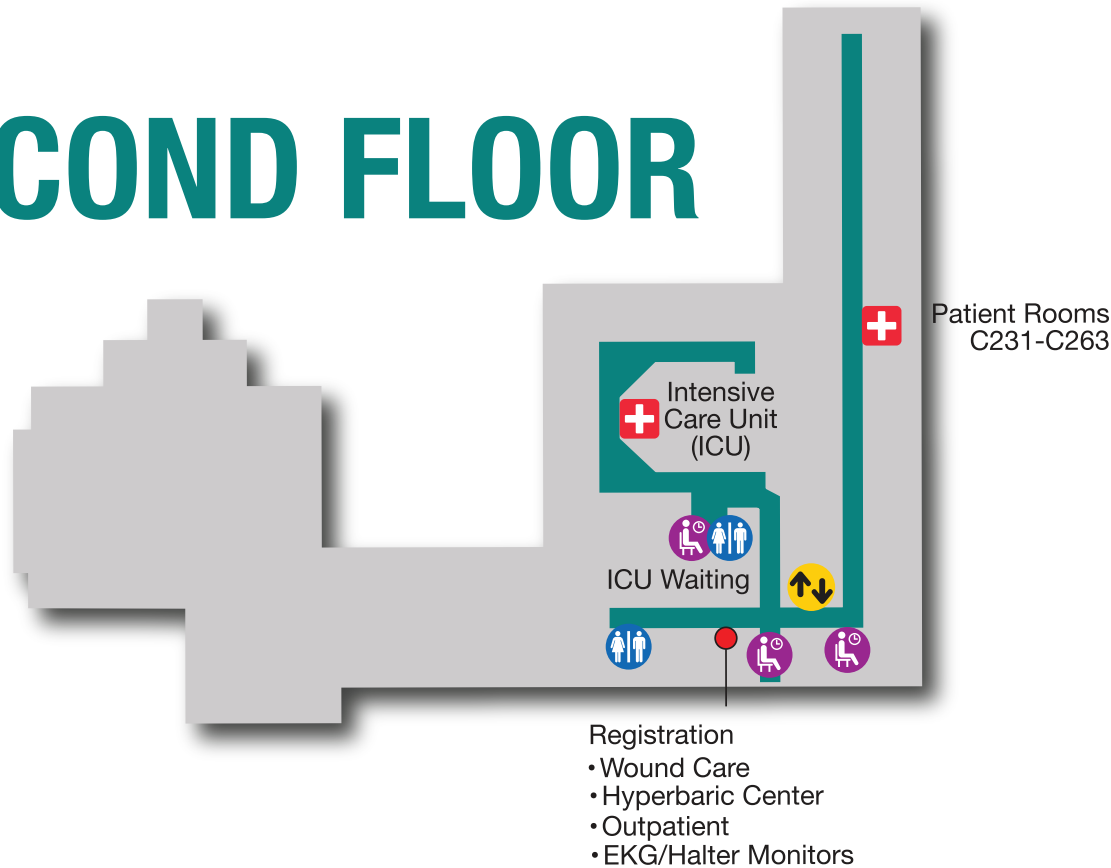 COND FLOOR
Patient Rooms
C231-C263
Intensive
Care Unit
(ICU)
ICU Waiting
Registration
•Wound Care
•Hyperbaric Center
•Outpatient
•EKG/Halter Monitors